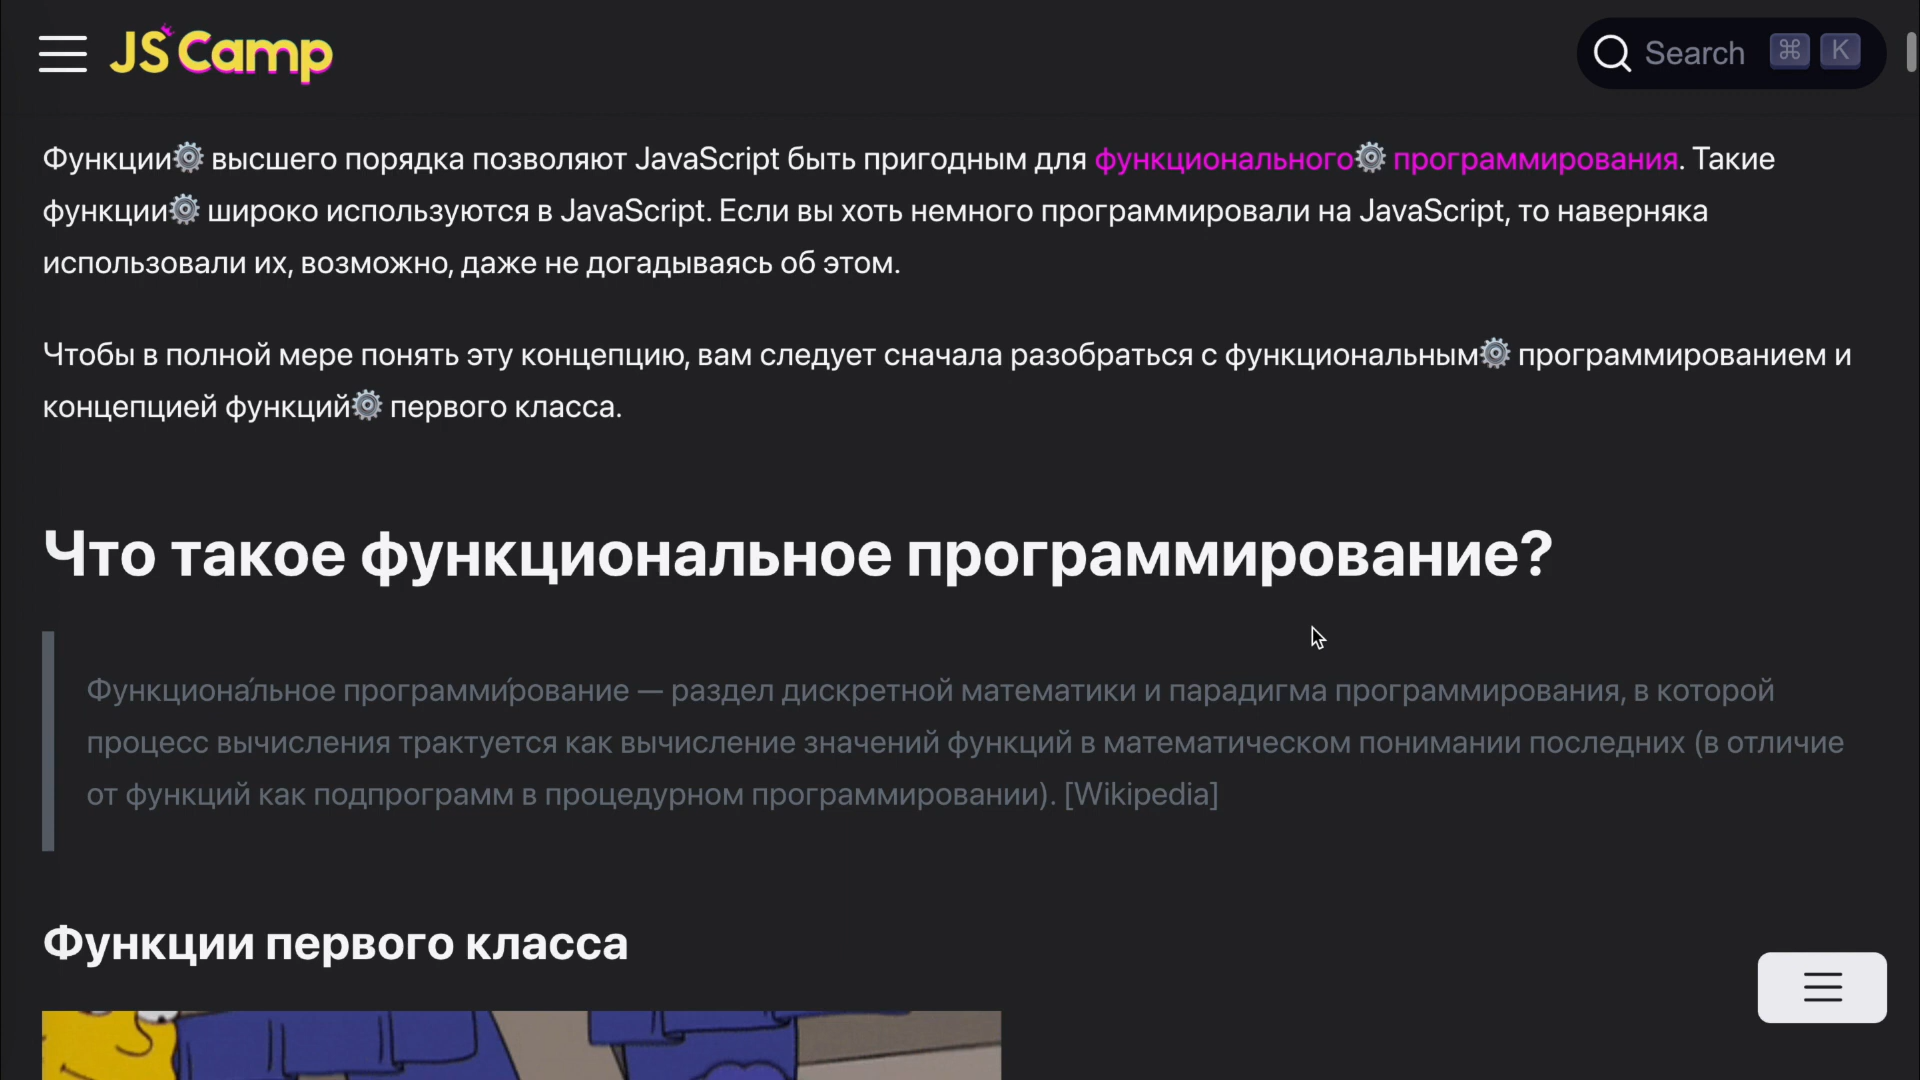 JS Camp
Search ⌘ K
Функции⚙️ высшего порядка позволяют JavaScript быть пригодным для функционального⚙️ программирования. Такие
функции⚙️ широко используются в JavaScript. Если вы хоть немного программировали на JavaScript, то наверняка
использовали их, возможно, даже не догадываясь об этом.
Чтобы в полной мере понять эту концепцию, вам следует сначала разобраться с функциональным⚙️ программированием и
концепцией функций⚙️ первого класса.
Что такое функциональное программирование?
Функциона́льное программи́рование — раздел дискретной математики и парадигма программирования, в которой
процесс вычисления трактуется как вычисление значений функций в математическом понимании последних (в отличие
от функций как подпрограмм в процедурном программировании). [Wikipedia]
Функции первого класса